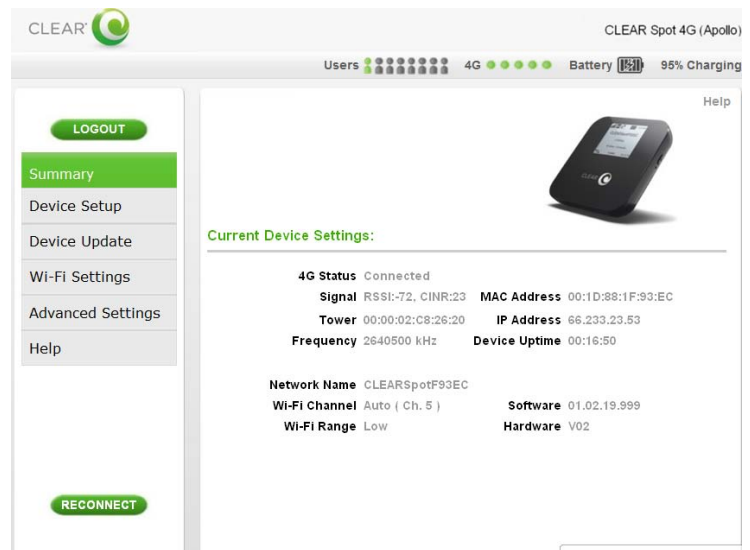 CLEAR
CLEAR Spot 4G (Apollo)
Users 4G Battery 95% Charging
Help
LOGOUT
Summary
Device Setup
Device Update
Wi-Fi Settings
Advanced Settings
Help
RECONNECT
CLEAR
Current Device Settings:
4G Status Connected
Signal RSSI:-72, CINR:23 MAC Address 00:1D:88:1F:93:EC
Tower 00:00:02:C8:26:20 IP Address 66.233.23.53
Frequency 2640500 kHz Device Uptime 00:16:50
Network Name CLEARSpotF93EC
Wi-Fi Channel Auto ( Ch. 5 ) Software 01.02.19.999
Wi-Fi Range Low Hardware V02